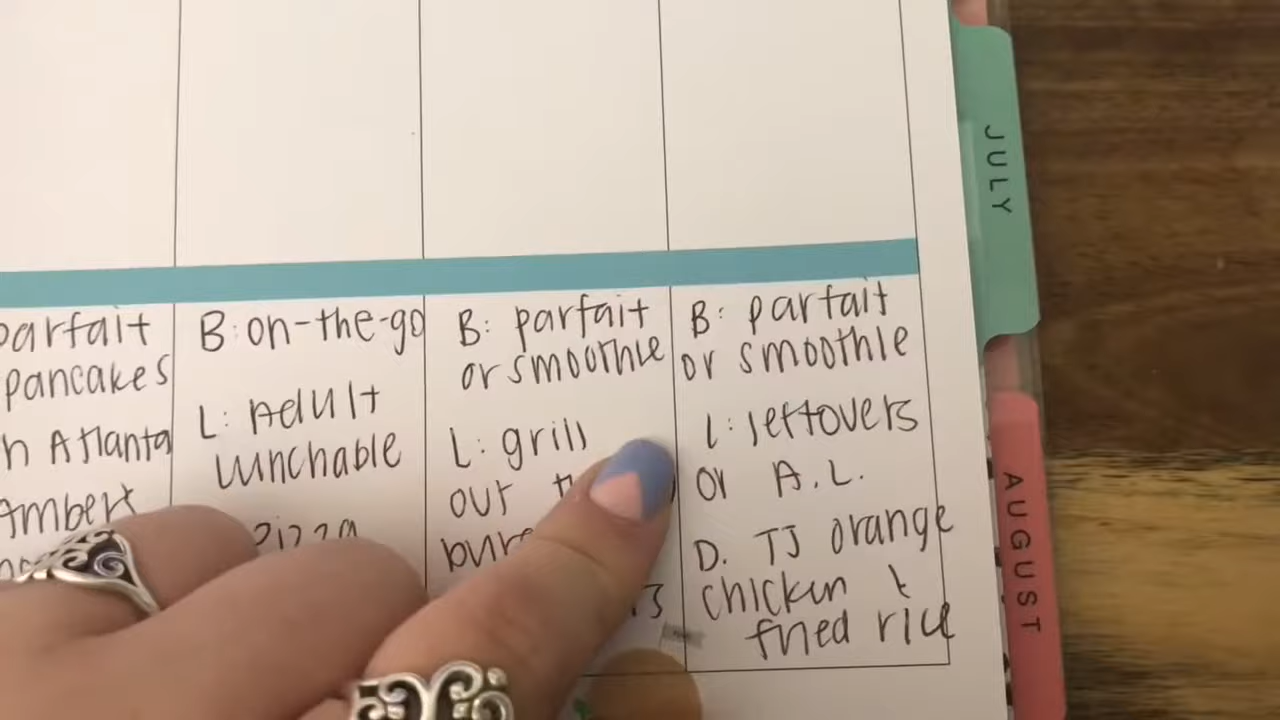 parfait
pancakes
Atlanta
B: on-the-go
L: Adult
Lunchable
pizza
B: parfait
or smoothie
L: grill
out
B: parfait
or smoothie
L: leftovers
or A.L.
D. TJ orange
chicken &
fried rice
JULY
AUGUST